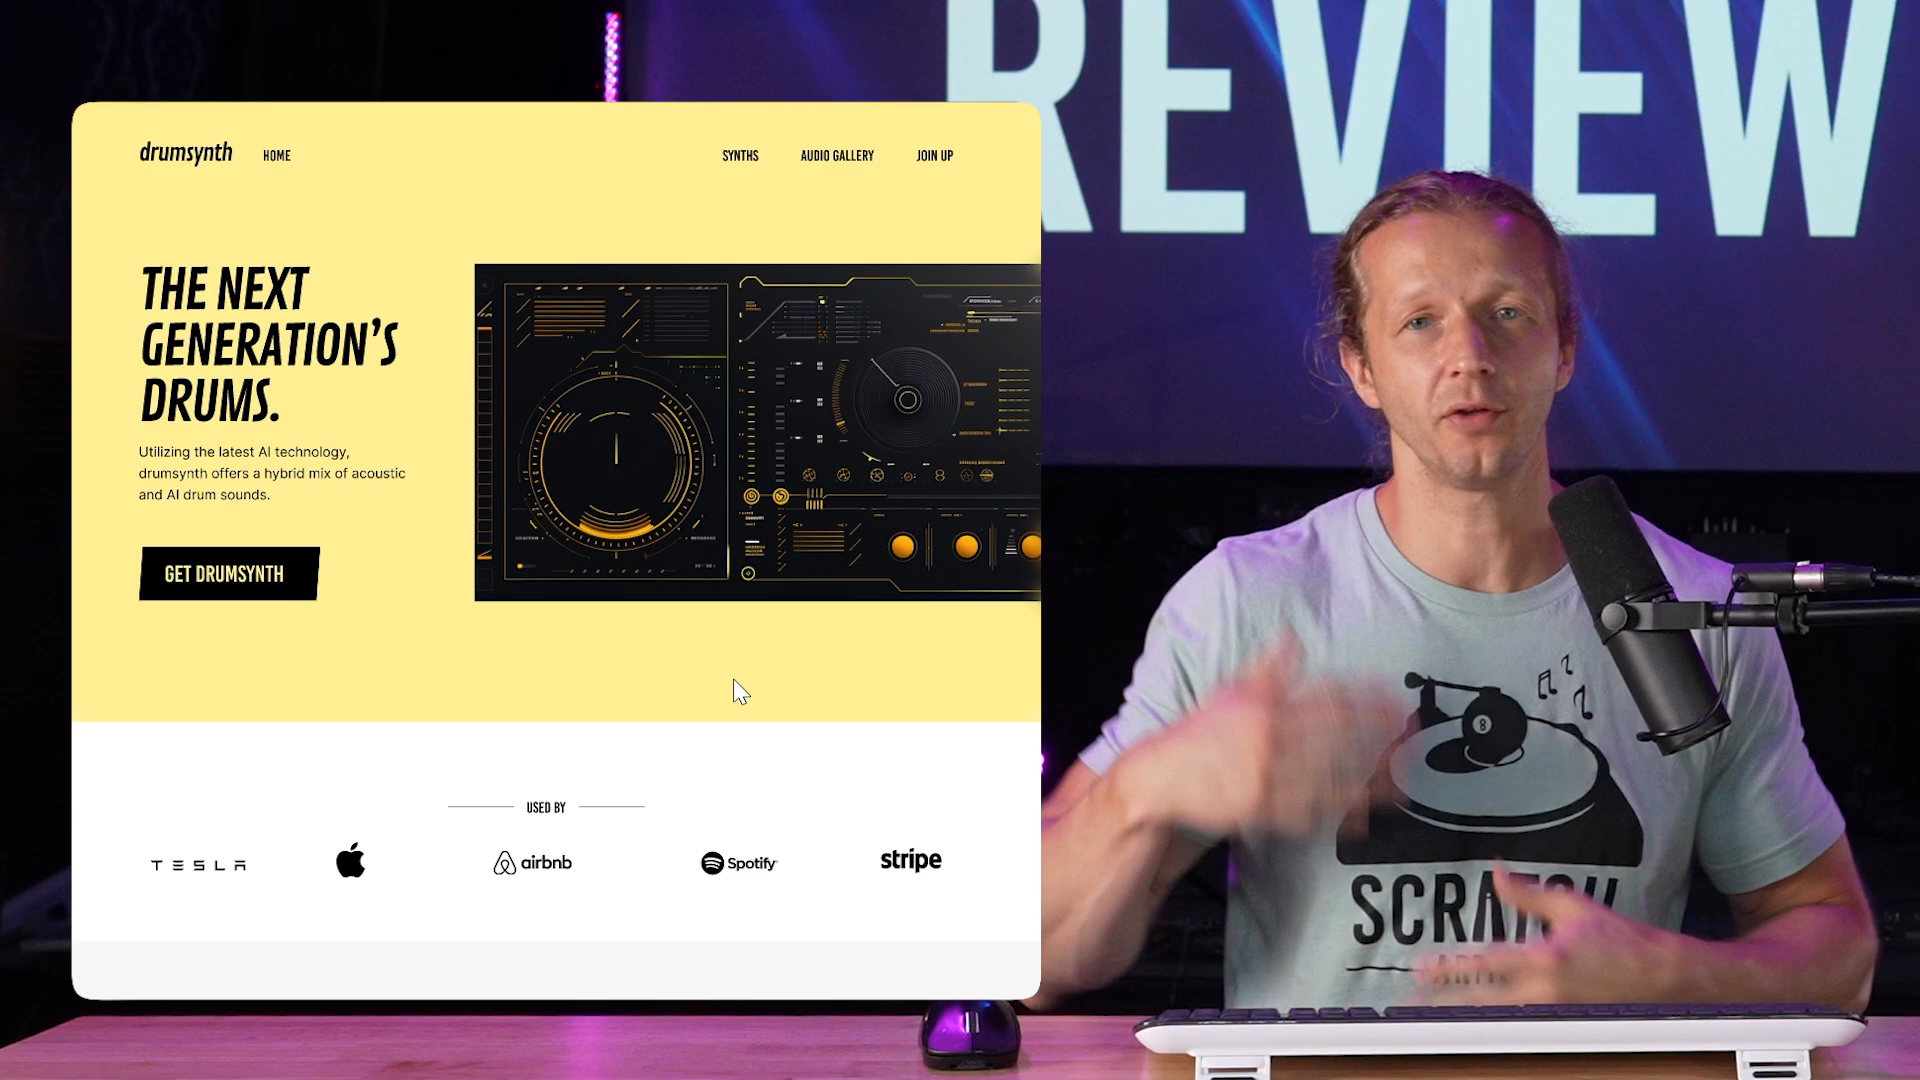 REVIEW
drumsynth
HOME
SYNTHS
AUDIO GALLERY
JOIN UP
THE NEXT
GENERATION'S
DRUMS.
Utilizing the latest AI technology,
drumsynth offers a hybrid mix of acoustic
and AI drum sounds.
GET DRUMSYNTH
USED BY
TESLA
airbnb
Spotify
stripe
8